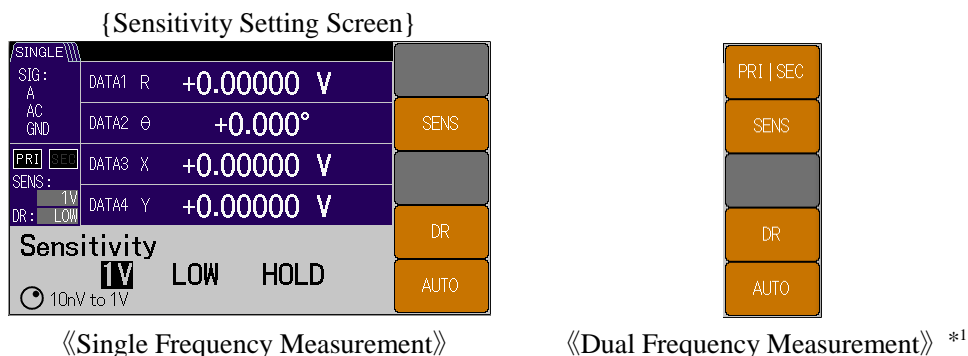 {Sensitivity Setting Screen}
SINGLE
SIG:
A
AC
GND
DATA1 R +0.00000 V
DATA2 θ +0.000°
DATA3 X +0.00000 V
DATA4 Y +0.00000 V
PRI SEC
SENS:
1V
DR: LOW
Sensitivity
1V LOW HOLD
10nV to 1V
SENS
DR
AUTO
PRI|SEC
SENS
DR
AUTO
《Single Frequency Measurement》
《Dual Frequency Measurement》 *1